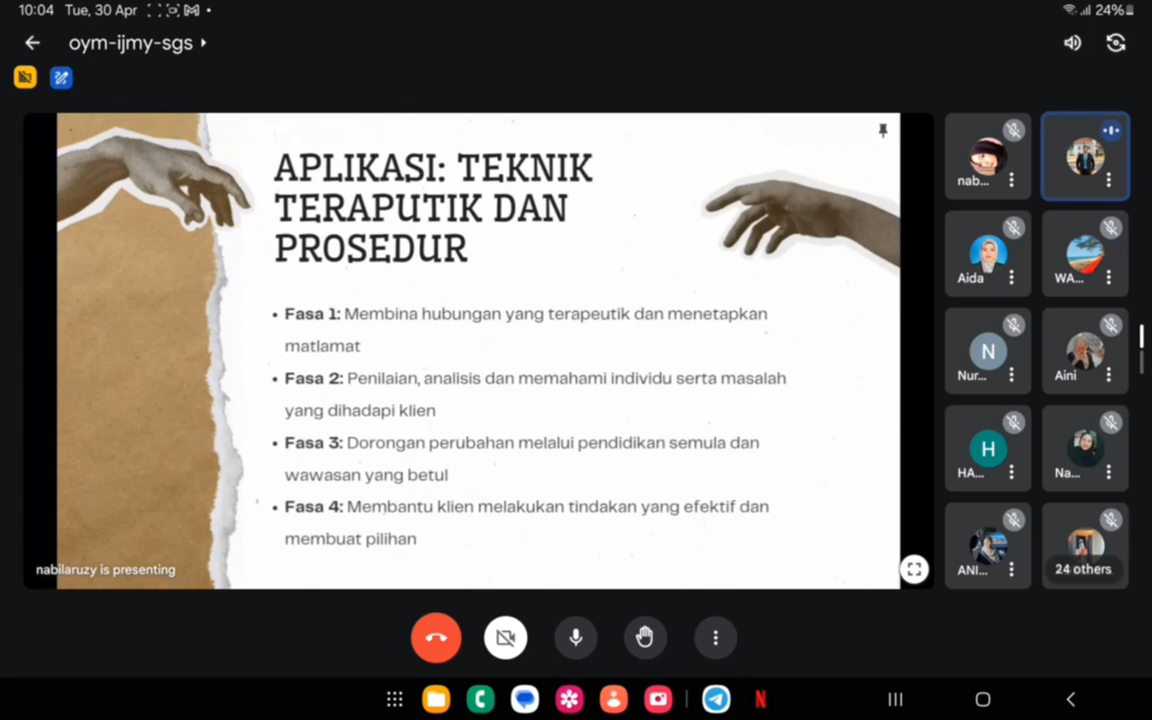 10:04 Tue, 30 Apr
24%
oym-ijmy-sgs
APLIKASI: TEKNIK
TERAPUTIK DAN
PROSEDUR
• Fasa 1: Membina hubungan yang terapeutik dan menetapkan
matlamat
• Fasa 2: Penilaian, analisis dan memahami individu serta masalah
yang dihadapi klien
• Fasa 3: Dorongan perubahan melalui pendidikan semula dan
wawasan yang betul
• Fasa 4: Membantu klien melakukan tindakan yang efektif dan
membuat pilihan
nabilaruzy is presenting
nab...
Aida
WA...
N
Nur...
Aini
H
HA...
Na...
ANI...
24 others
N